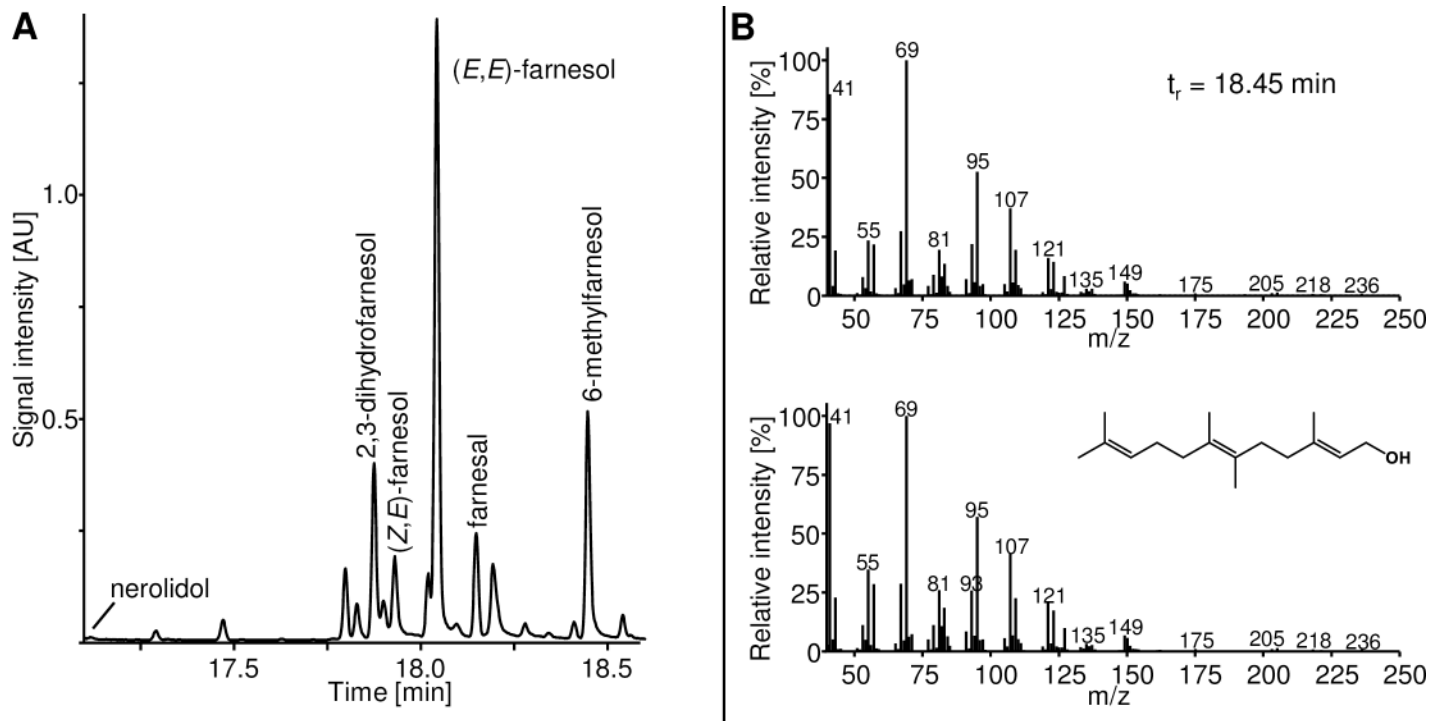 A
Signal intensity [AU]
1.0
0.5
nerolidol
2,3-dihydrofarnesol
(Z,E)-farnesol
(E,E)-farnesol
farnesal
6-methylfarnesol
17.5 18.0 18.5
Time [min]
B
Relative intensity [%]
100
75
50
25
0
41
55
69
81
95
107
121
135
149
175
205
218
236
tr = 18.45 min
50 75 100 125 150 175 200 225 250
m/z
Relative intensity [%]
100
75
50
25
0
41
55
69
81
93
95
107
121
135
149
175
205
218
236
OH
50 75 100 125 150 175 200 225 250
m/z